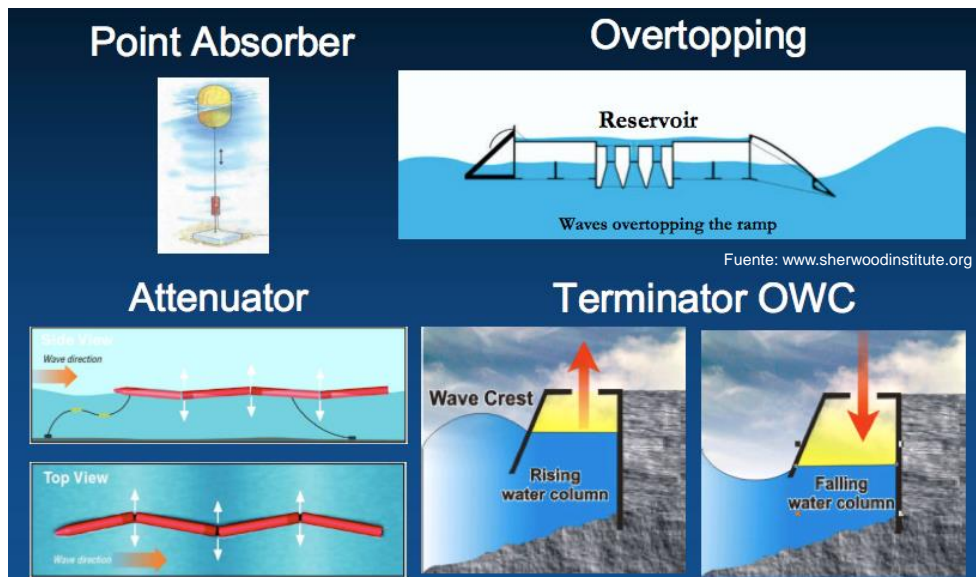 Point Absorber
Overtopping
Reservoir
Waves overtopping the ramp
Fuente: www.sherwoodinstitute.org
Attenuator
Terminator OWC
Side View
Wave direction
Top View
Wave direction
Wave Crest
Rising
water column
Falling
water column